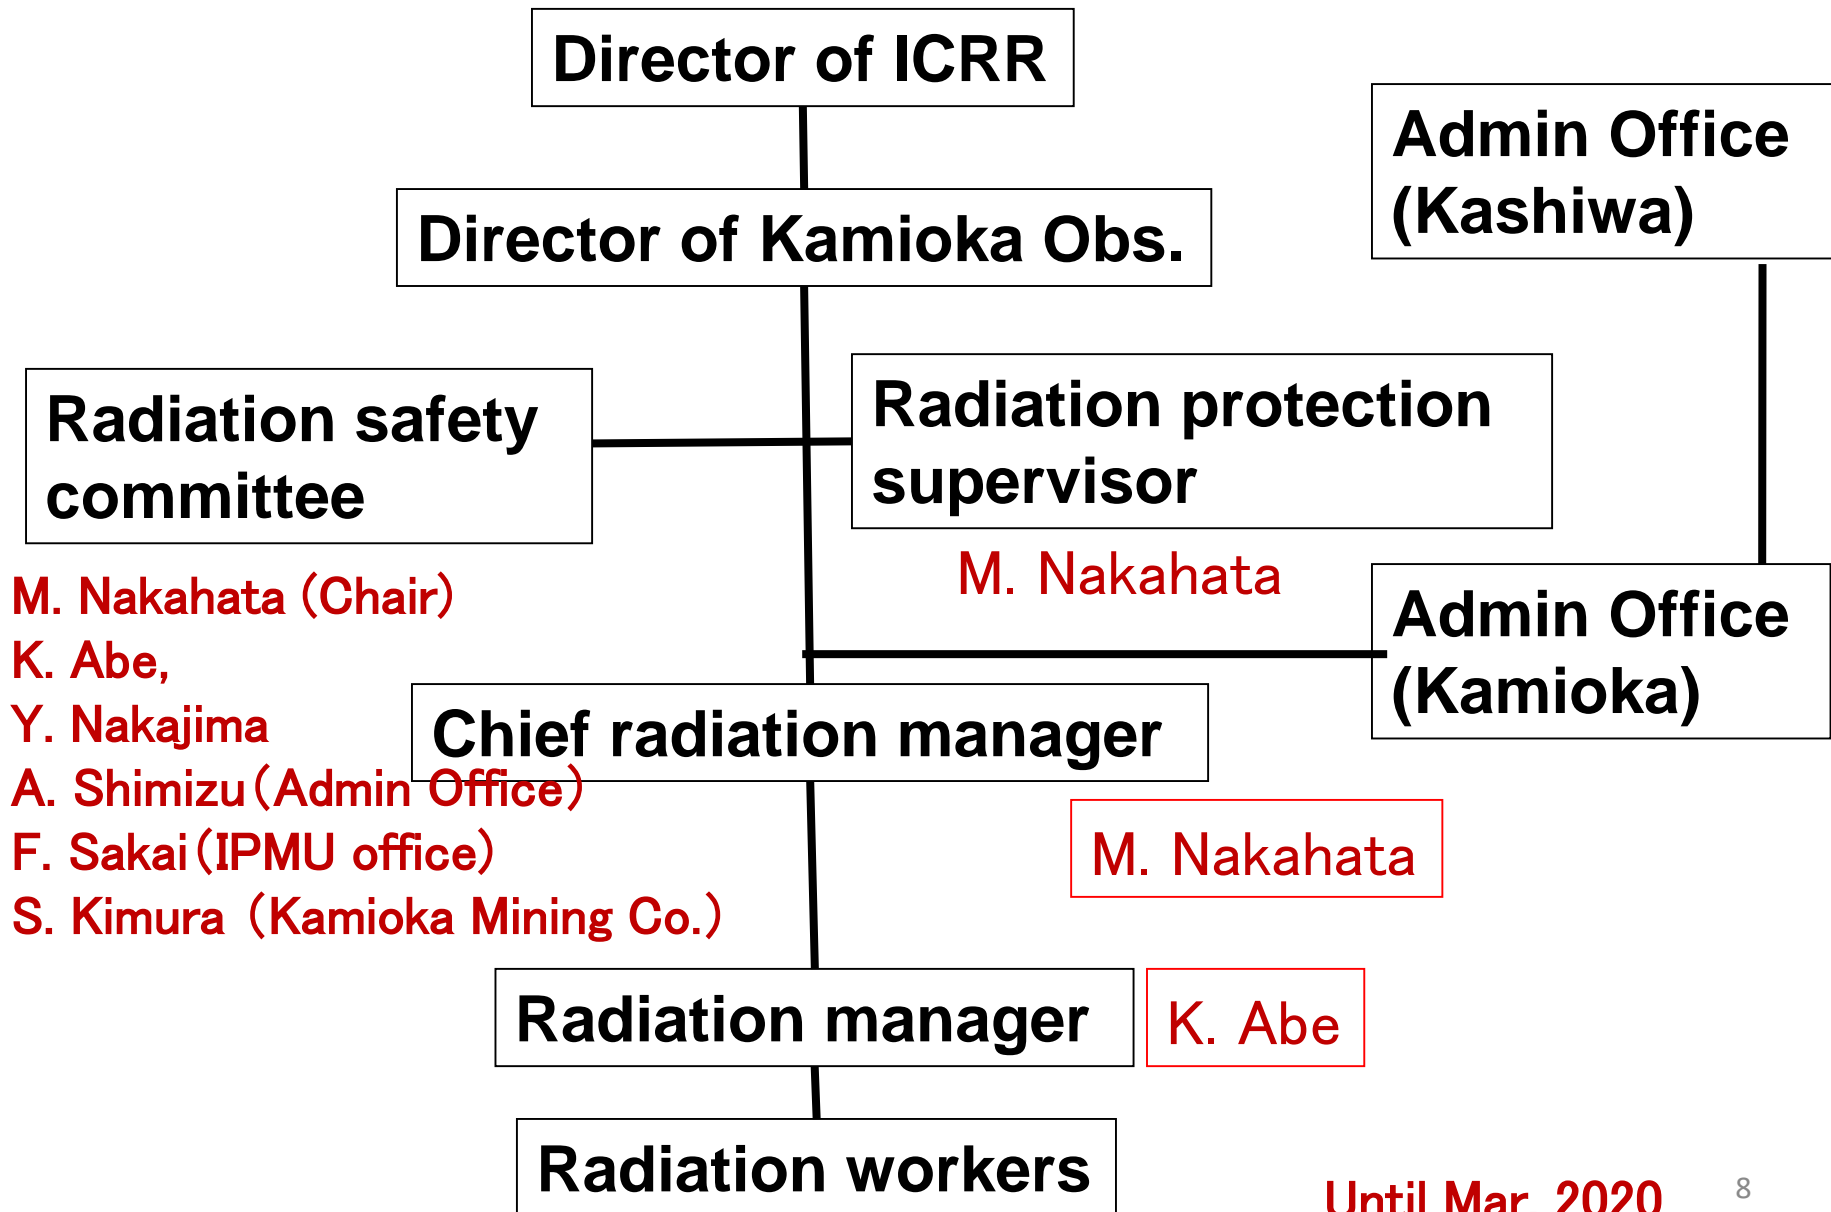 Director of ICRR
Admin Office
(Kashiwa)
Director of Kamioka Obs.
Radiation safety
committee
Radiation protection
supervisor
M. Nakahata
M. Nakahata (Chair)
K. Abe,
Y. Nakajima
A. Shimizu(Admin Office)
F. Sakai(IPMU office)
S. Kimura (Kamioka Mining Co.)
Admin Office
(Kamioka)
Chief radiation manager
M. Nakahata
Radiation manager
K. Abe
Radiation workers
Until Mar. 2020
8